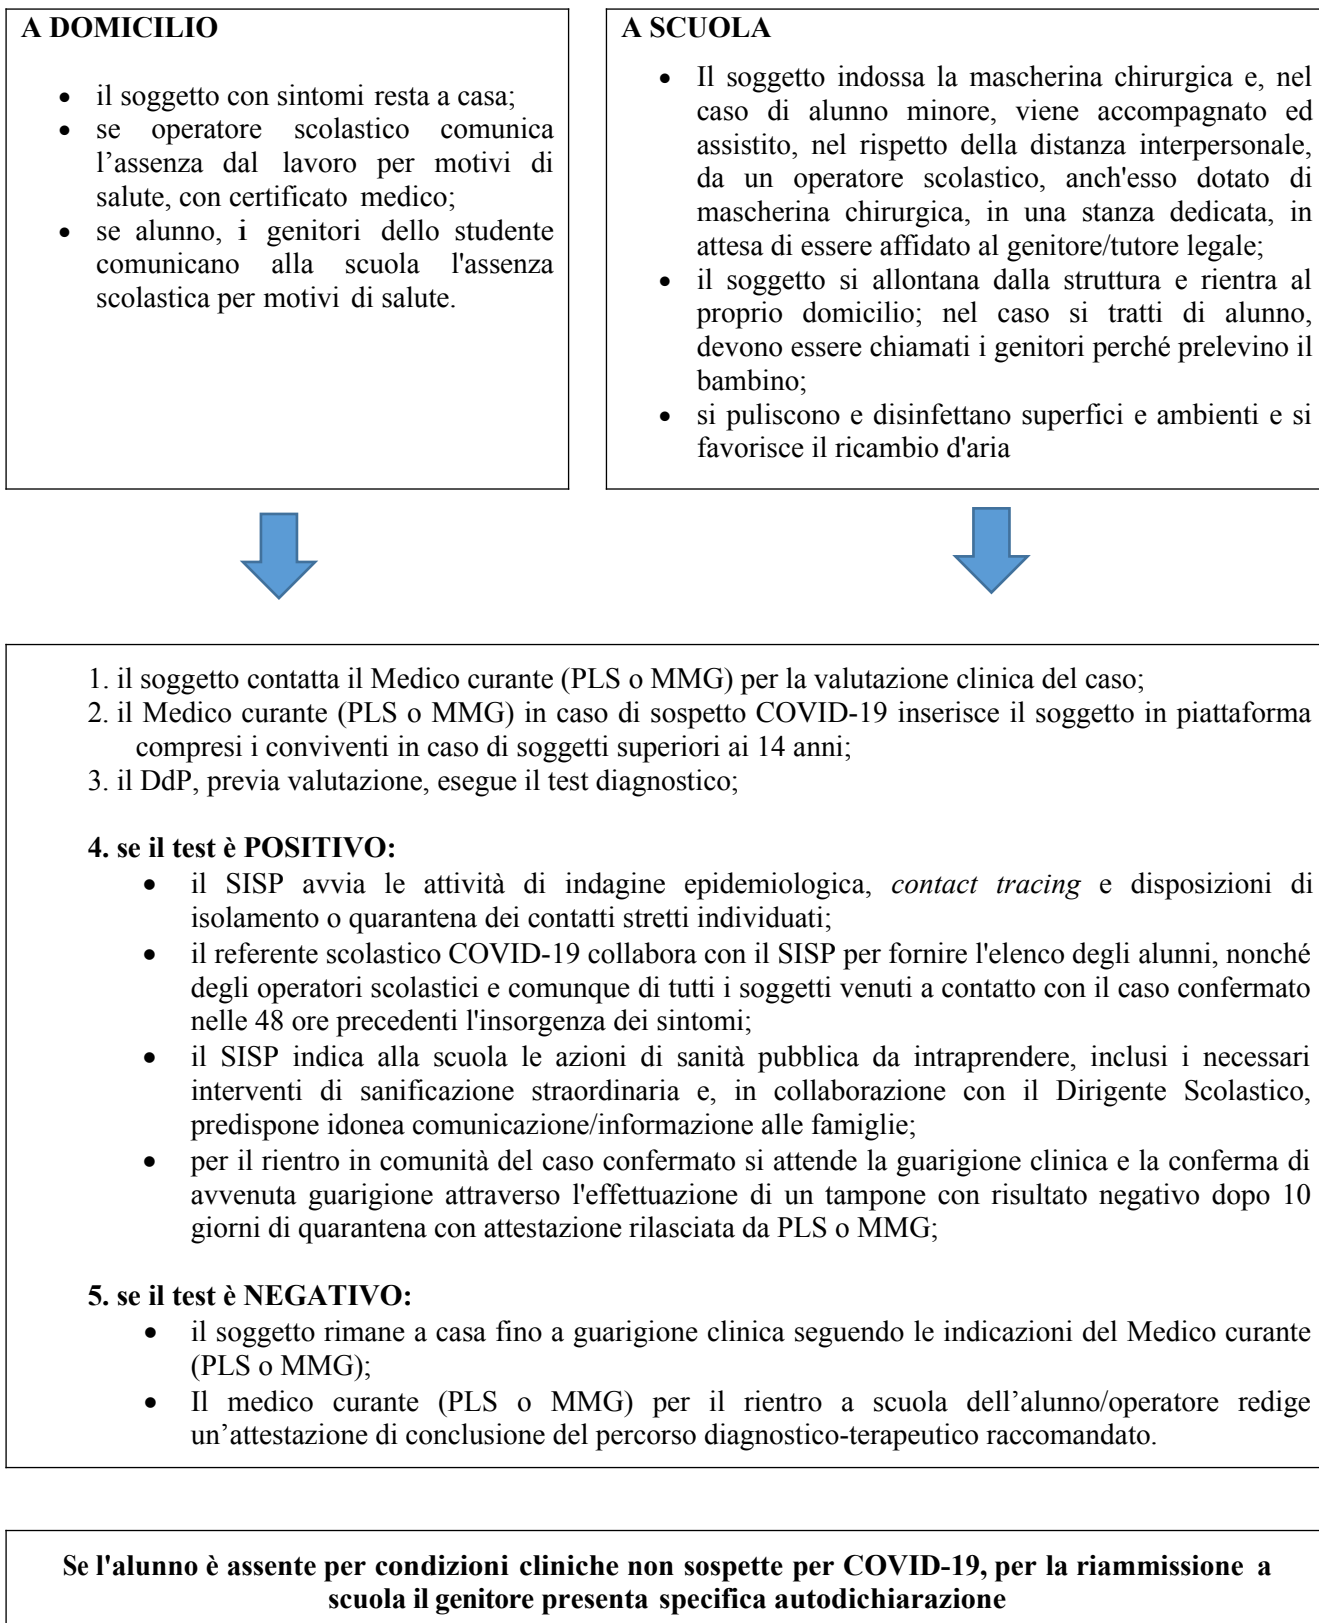 A DOMICILIO
• il soggetto con sintomi resta a casa;
• se operatore scolastico comunica
l’assenza dal lavoro per motivi di
salute, con certificato medico;
• se alunno, i genitori dello studente
comunicano alla scuola l'assenza
scolastica per motivi di salute.
A SCUOLA
• Il soggetto indossa la mascherina chirurgica e, nel
caso di alunno minore, viene accompagnato ed
assistito, nel rispetto della distanza interpersonale,
da un operatore scolastico, anch'esso dotato di
mascherina chirurgica, in una stanza dedicata, in
attesa di essere affidato al genitore/tutore legale;
• il soggetto si allontana dalla struttura e rientra al
proprio domicilio; nel caso si tratti di alunno,
devono essere chiamati i genitori perché prelevino il
bambino;
• si puliscono e disinfettano superfici e ambienti e si
favorisce il ricambio d'aria
1. il soggetto contatta il Medico curante (PLS o MMG) per la valutazione clinica del caso;
2. il Medico curante (PLS o MMG) in caso di sospetto COVID-19 inserisce il soggetto in piattaforma
compresi i conviventi in caso di soggetti superiori ai 14 anni;
3. il DdP, previa valutazione, esegue il test diagnostico;
4. se il test è POSITIVO:
• il SISP avvia le attività di indagine epidemiologica, contact tracing e disposizioni di
isolamento o quarantena dei contatti stretti individuati;
• il referente scolastico COVID-19 collabora con il SISP per fornire l'elenco degli alunni, nonché
degli operatori scolastici e comunque di tutti i soggetti venuti a contatto con il caso confermato
nelle 48 ore precedenti l'insorgenza dei sintomi;
• il SISP indica alla scuola le azioni di sanità pubblica da intraprendere, inclusi i necessari
interventi di sanificazione straordinaria e, in collaborazione con il Dirigente Scolastico,
predispone idonea comunicazione/informazione alle famiglie;
• per il rientro in comunità del caso confermato si attende la guarigione clinica e la conferma di
avvenuta guarigione attraverso l'effettuazione di un tampone con risultato negativo dopo 10
giorni di quarantena con attestazione rilasciata da PLS o MMG;
5. se il test è NEGATIVO:
• il soggetto rimane a casa fino a guarigione clinica seguendo le indicazioni del Medico curante
(PLS o MMG);
• Il medico curante (PLS o MMG) per il rientro a scuola dell’alunno/operatore redige
un’attestazione di conclusione del percorso diagnostico-terapeutico raccomandato.
Se l'alunno è assente per condizioni cliniche non sospette per COVID-19, per la riammissione a
scuola il genitore presenta specifica autodichiarazione